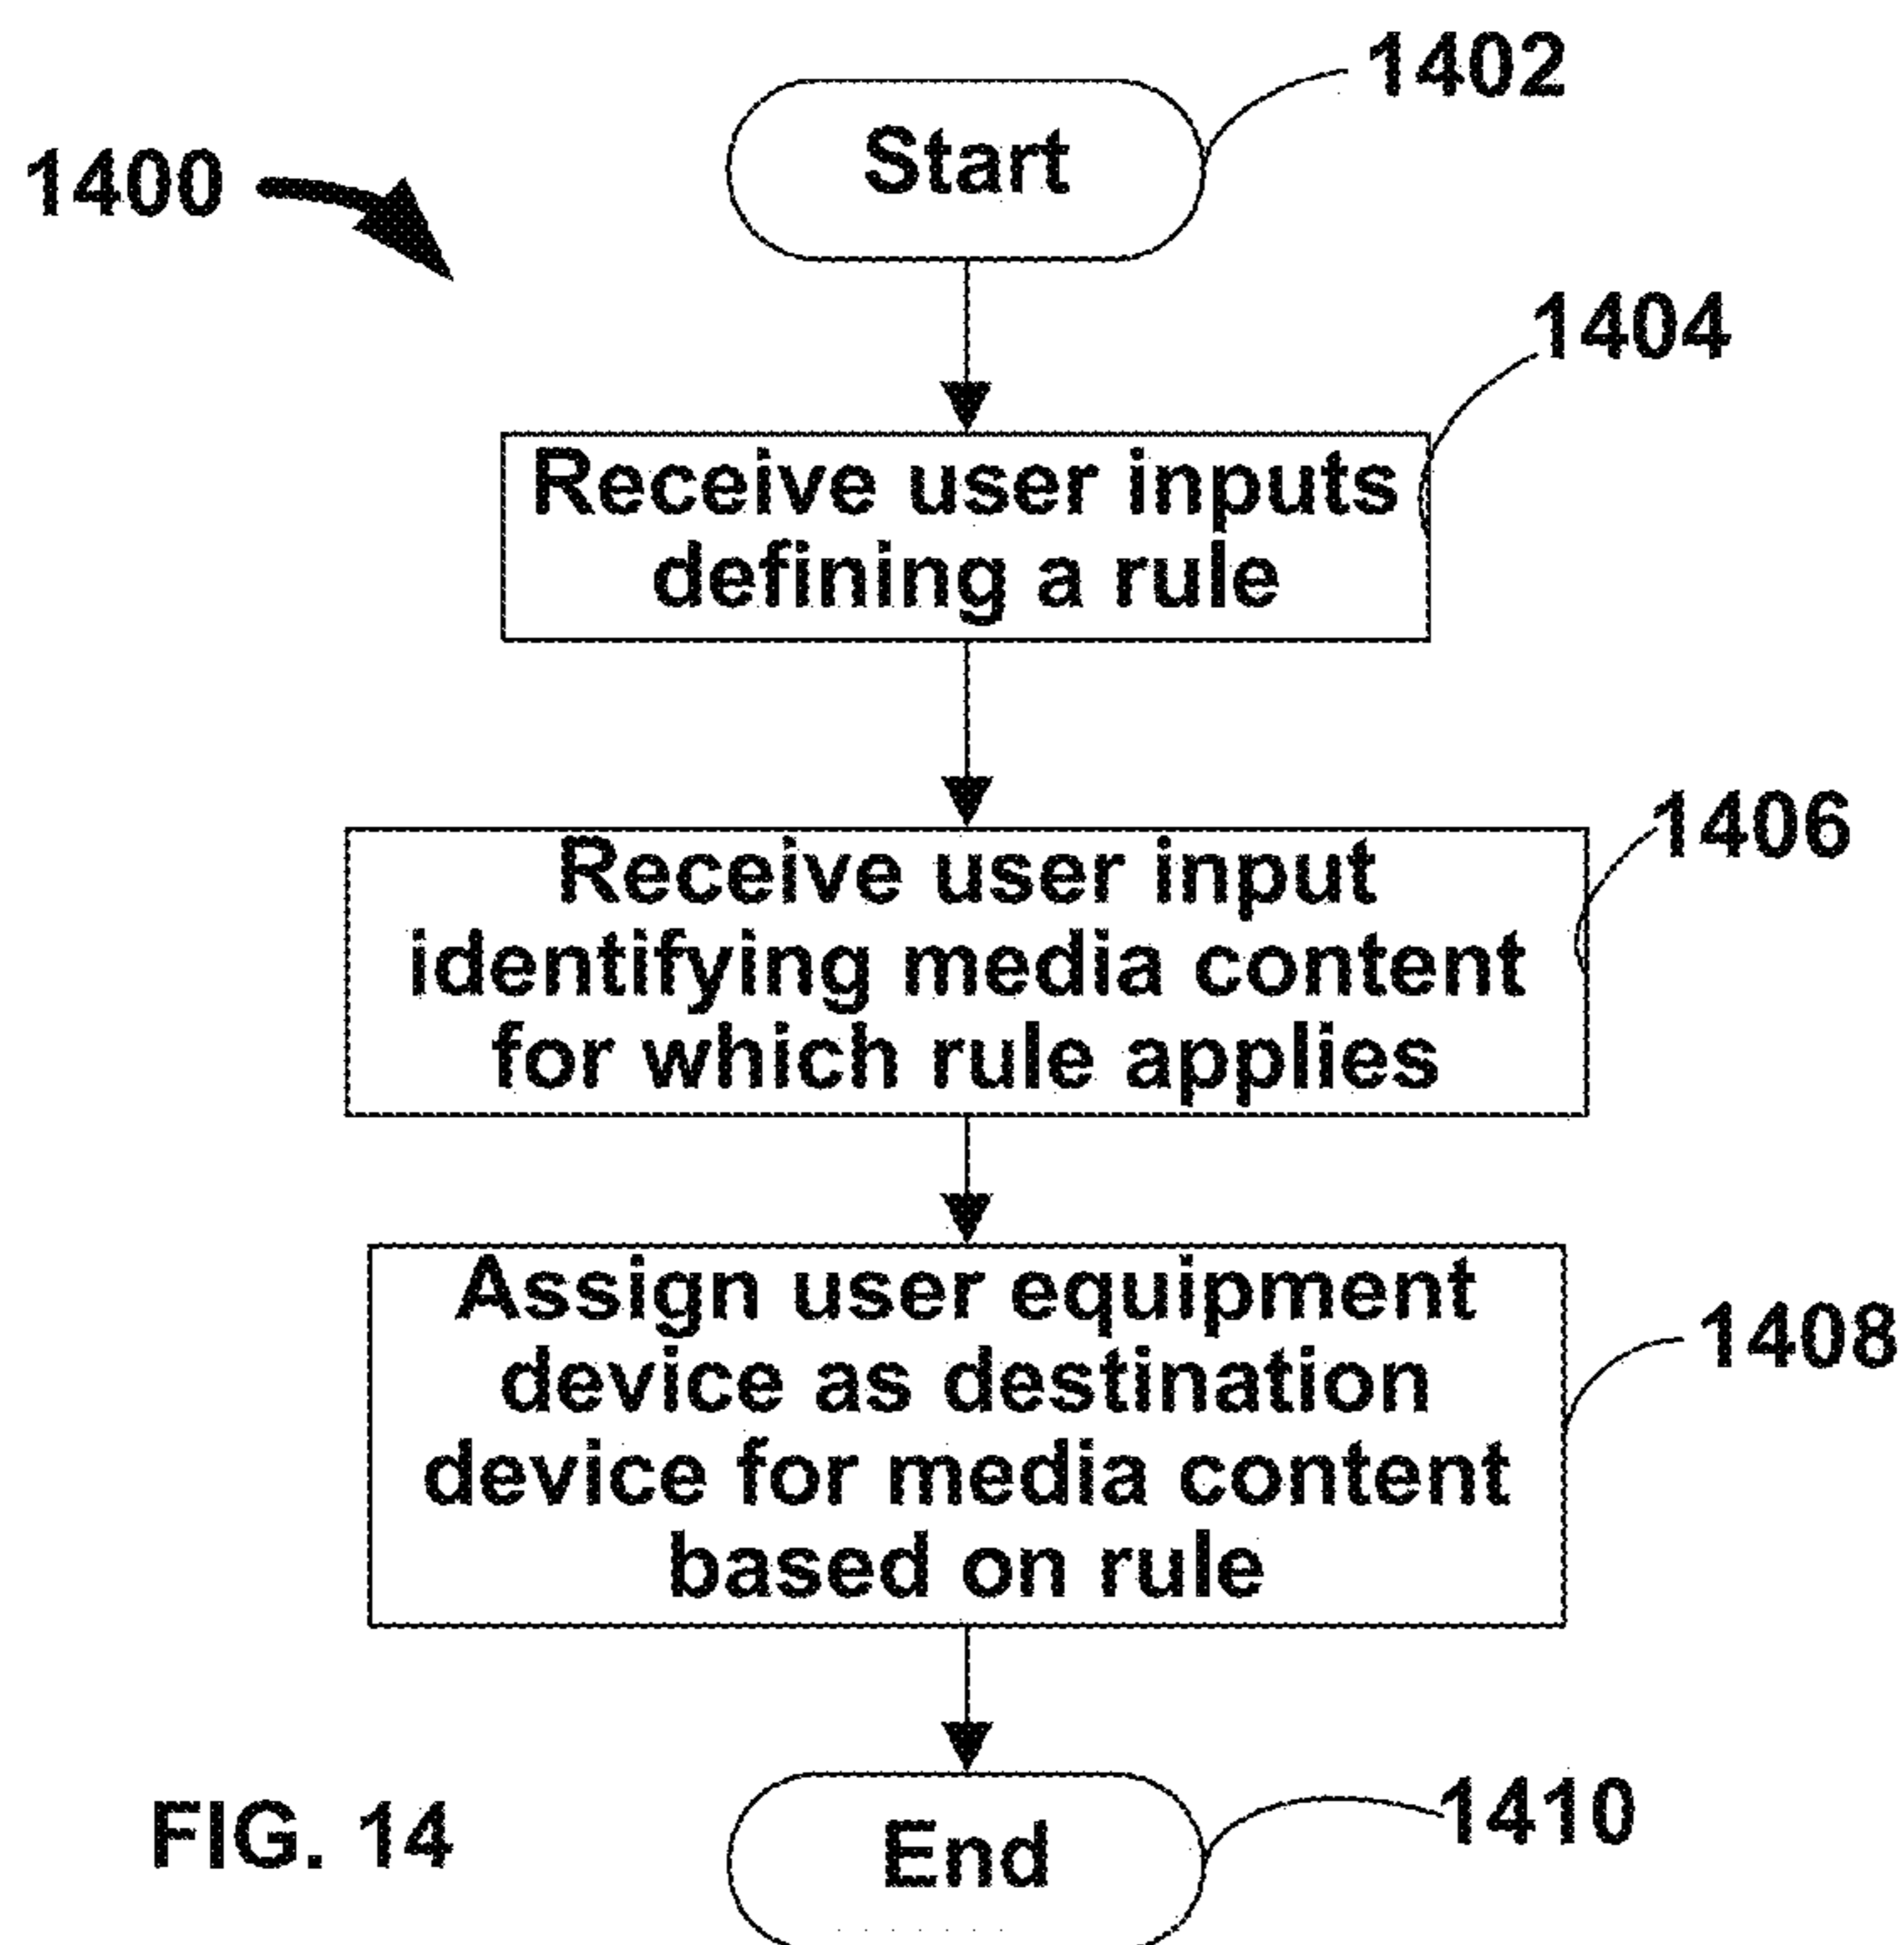 1402
1400
Start
1404
Receive user inputs
defining a rule
1406
Receive user input
identifying media content
for which rule applies
1408
Assign user equipment
device as destination
device for media content
based on rule
1410
End
FIG. 14